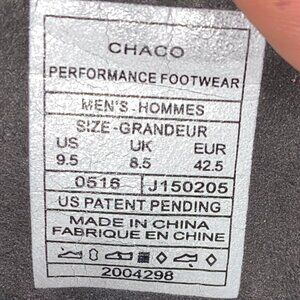 CHACO
PERFORMANCE FOOTWEAR
MEN'S-HOMMES
SIZE-GRANDEUR
US UK EUR
9.5 8.5 42.5
0516 J150205
US PATENT PENDING
MADE IN CHINA
FABRIQUE EN CHINE
2004298